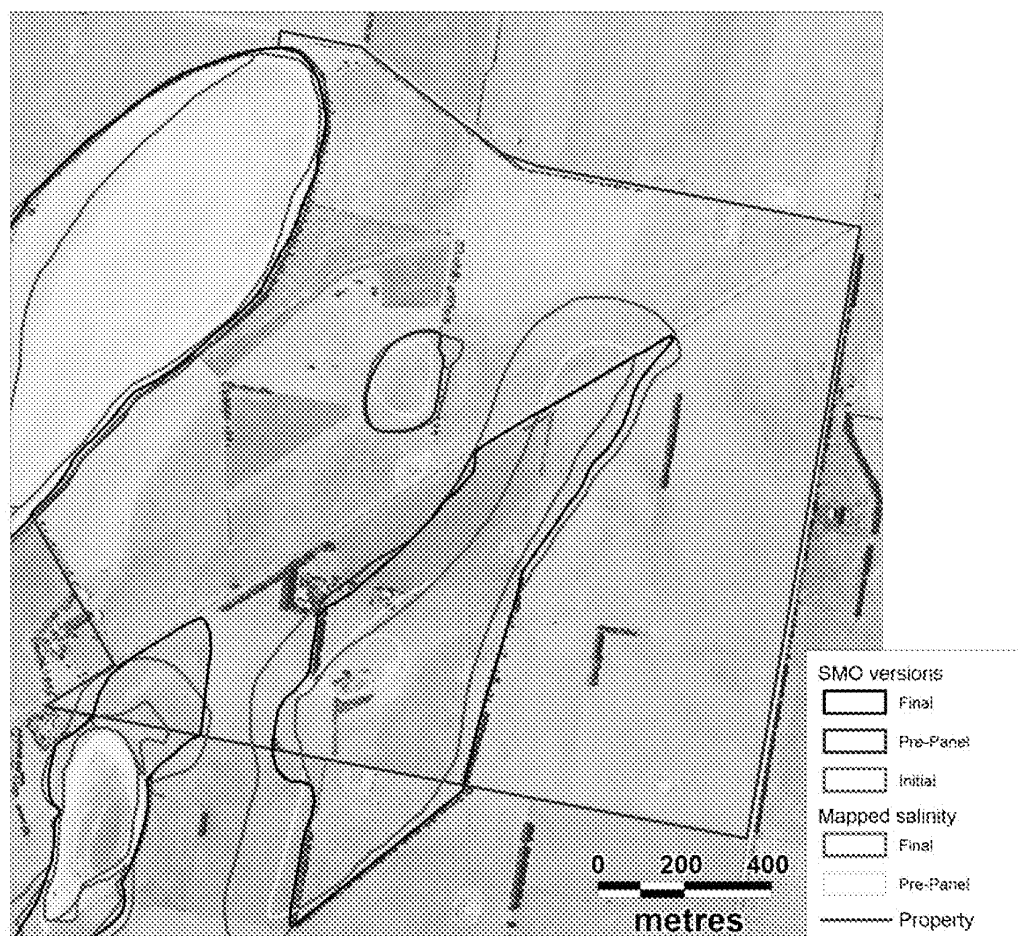 SMO versions
Final
Pre-Panel
Initial
Mapped salinity
Final
Pre-Panel
Property
0 200 400
metres